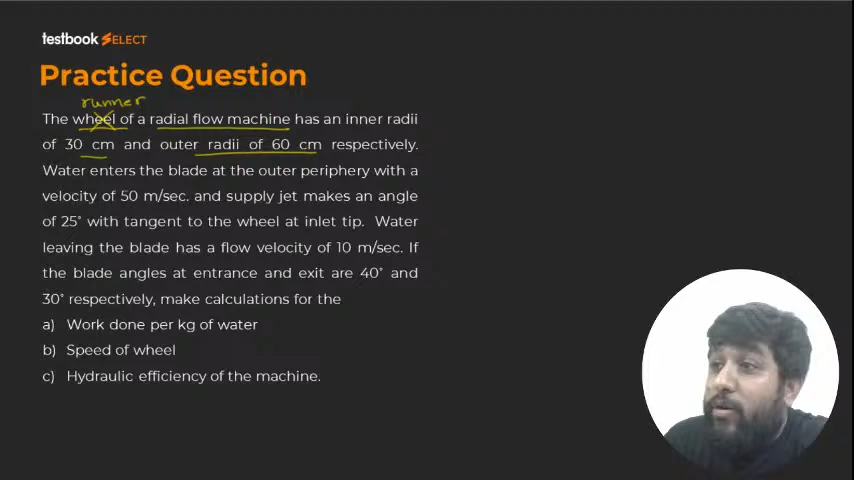 testbook SELECT
Practice Question
runner
The wheel of a radial flow machine has an inner radii
of 30 cm and outer radii of 60 cm respectively.
Water enters the blade at the outer periphery with a
velocity of 50 m/sec. and supply jet makes an angle
of 25° with tangent to the wheel at inlet tip. Water
leaving the blade has a flow velocity of 10 m/sec. If
the blade angles at entrance and exit are 40° and
30° respectively, make calculations for the
a) Work done per kg of water
b) Speed of wheel
c) Hydraulic efficiency of the machine.